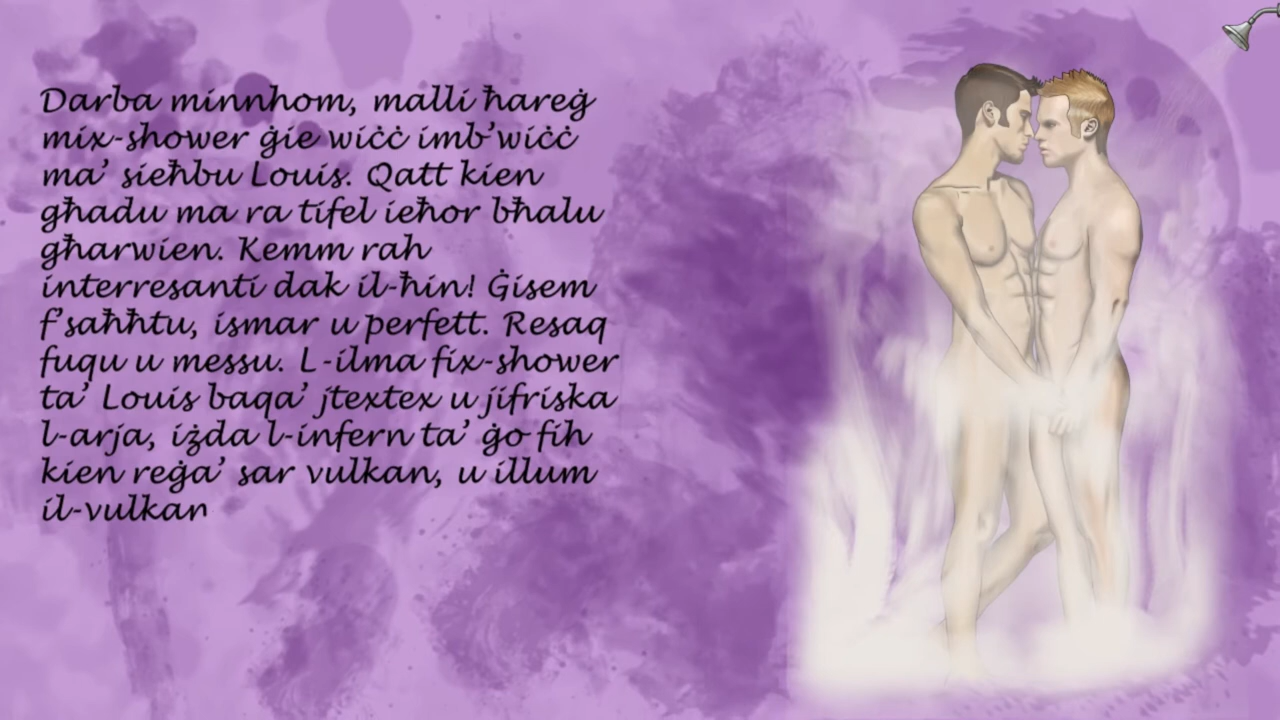 Darba minnhom, malli ħareġ
mix-shower ġie wiċċ imb'wiċċ
ma' sieħbu Louis. Qatt kien
għadu ma ra tifel ieħor bħalu
għarwien. Kemm rah
interresanti dak il-ħin! Ġisem
f'saħħtu, ismar u perfett. Resaq
fuqu u messu. L-ilma fix-shower
ta' Louis baqa' jtextex u jifriska
l-arja, iżda l-infern ta' ġo fih
kien reġa' sar vulkan, u illum
il-vulkan